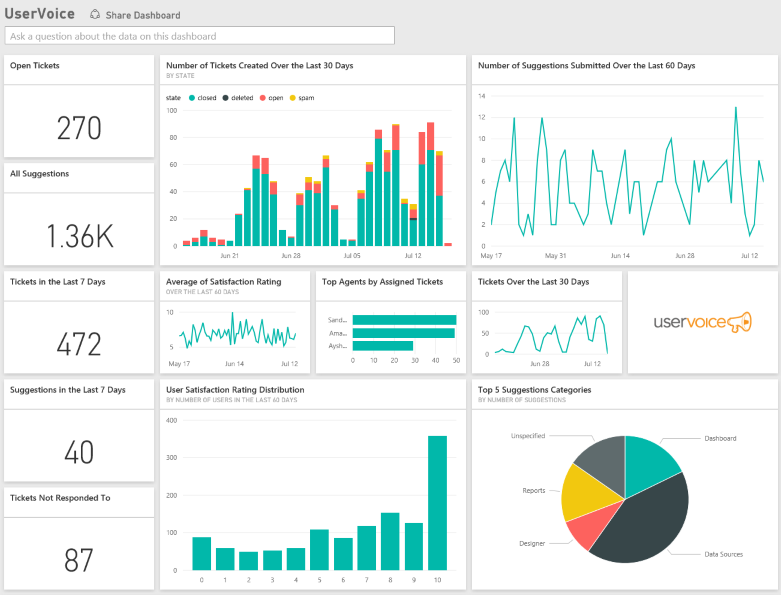 UserVoice
Share Dashboard
Ask a question about the data on this dashboard
Open Tickets
270
All Suggestions
1.36K
Tickets in the Last 7 Days
472
Suggestions in the Last 7 Days
40
Tickets Not Responded To
87
Number of Tickets Created Over the Last 30 Days
BY STATE
state closed deleted open spam
100
80
60
40
20
0
Jun 21 Jun 28 Jul 05 Jul 12
Number of Suggestions Submitted Over the Last 60 Days
14
12
10
8
6
4
2
0
May 17 May 31 Jun 14 Jun 28 Jul 12
Average of Satisfaction Rating
OVER THE LAST 60 DAYS
10
5
May 17 Jun 14 Jul 12
Top Agents by Assigned Tickets
Sand...
Ama...
Aysh...
0 10 20 30 40 50
Tickets Over the Last 30 Days
100
50
0
Jun 28 Jul 12
uservoice
User Satisfaction Rating Distribution
BY NUMBER OF USERS IN THE LAST 60 DAYS
400
300
200
100
0
0 1 2 3 4 5 6 7 8 9 10
Top 5 Suggestions Categories
BY NUMBER OF SUGGESTIONS
Unspecified
Dashboard
Reports
Designer
Data Sources